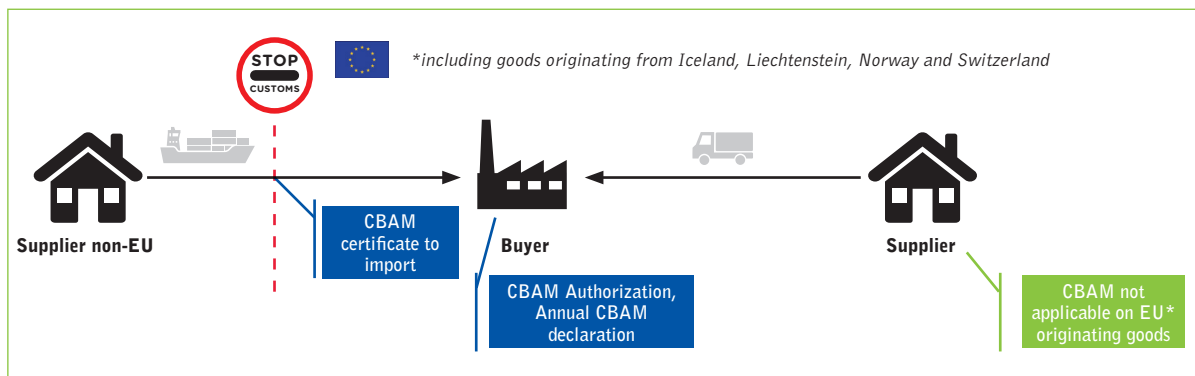 STOP
CUSTOMS
*including goods originating from Iceland, Liechtenstein, Norway and Switzerland
Supplier non-EU
CBAM
certificate to
import
Buyer
CBAM Authorization,
Annual CBAM
declaration
Supplier
CBAM not
applicable on EU*
originating goods